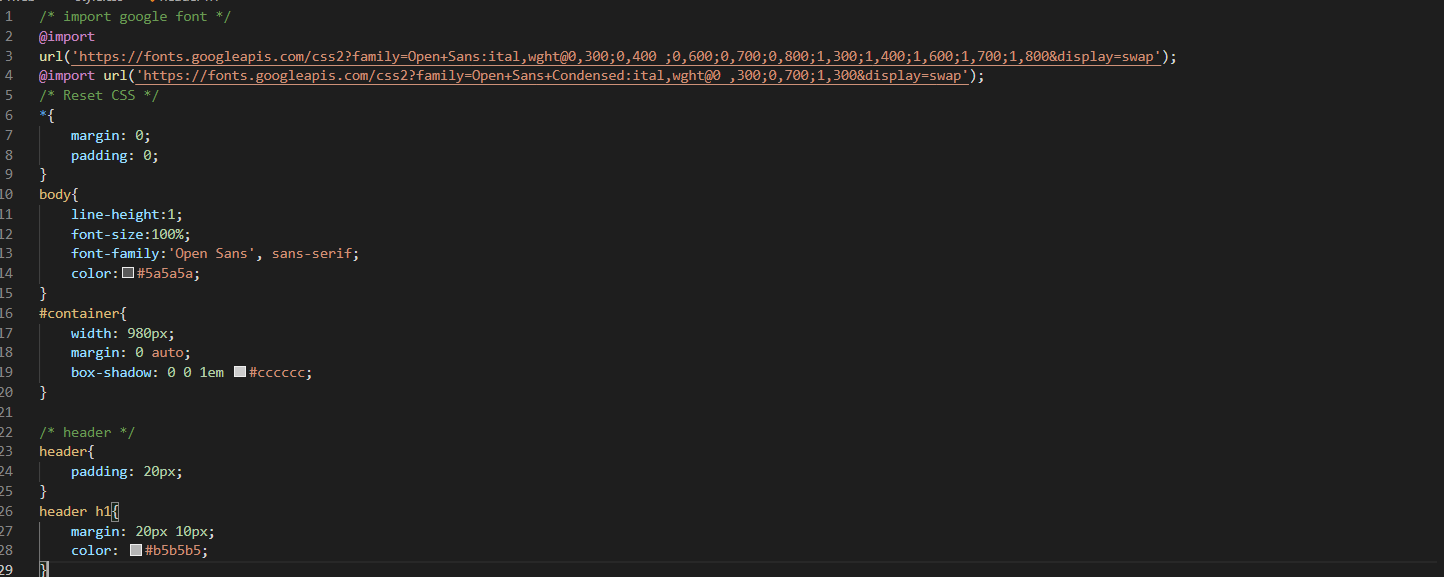 1 /* import google font */
2 @import
3 url('https://fonts.googleapis.com/css2?family=Open+Sans:ital,wght@0,300;0,400 ;0,600;0,700;0,800;1,300;1,400;1,600;1,700;1,800&display=swap');
4 @import url('https://fonts.googleapis.com/css2?family=Open+Sans+Condensed:ital,wght@0 ,300;0,700;1,300&display=swap');
5 /* Reset CSS */
6 *{
7 margin: 0;
8 padding: 0;
9 }
10 body{
11 line-height:1;
12 font-size:100%;
13 font-family:'Open Sans', sans-serif;
14 color:#5a5a5a;
15 }
16 #container{
17 width: 980px;
18 margin: 0 auto;
19 box-shadow: 0 0 1em #cccccc;
20 }
21
22 /* header */
23 header{
24 padding: 20px;
25 }
26 header h1{
27 margin: 20px 10px;
28 color: #b5b5b5;
29 }